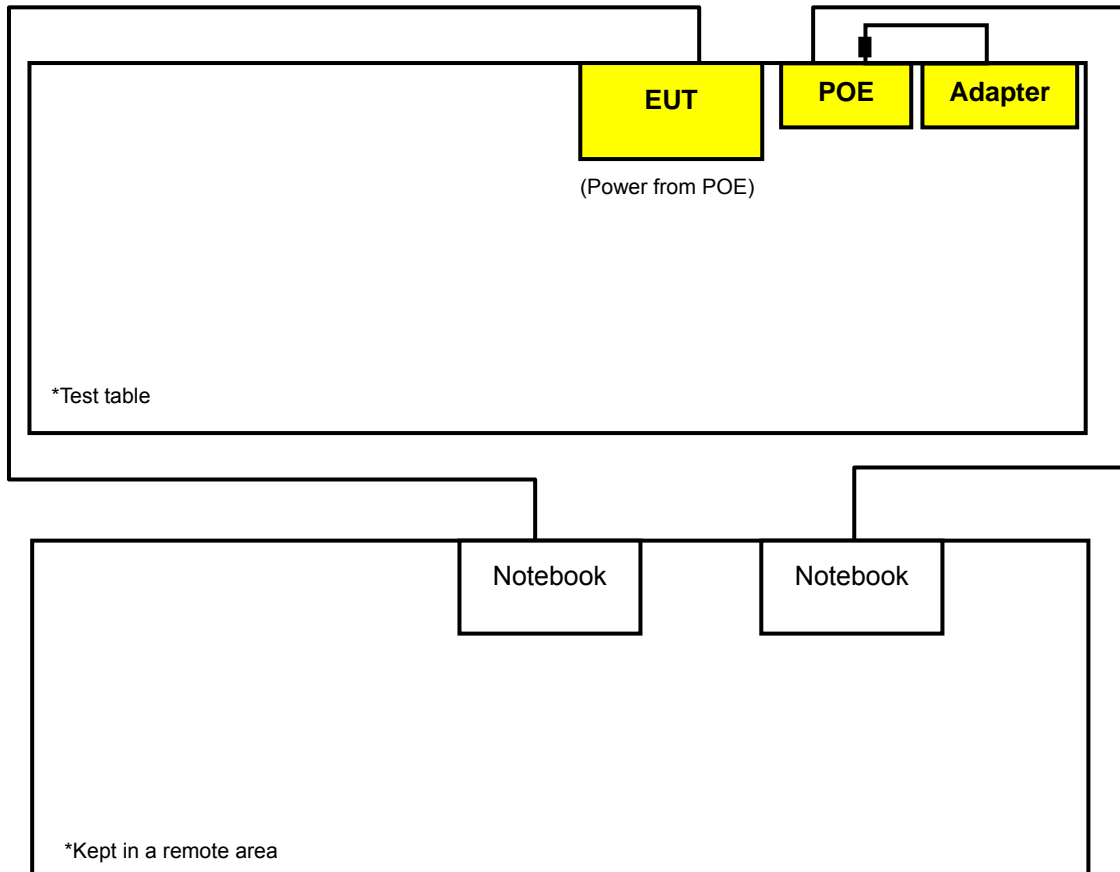 EUT
POE
Adapter
(Power from POE)
*Test table
Notebook
Notebook
*Kept in a remote area